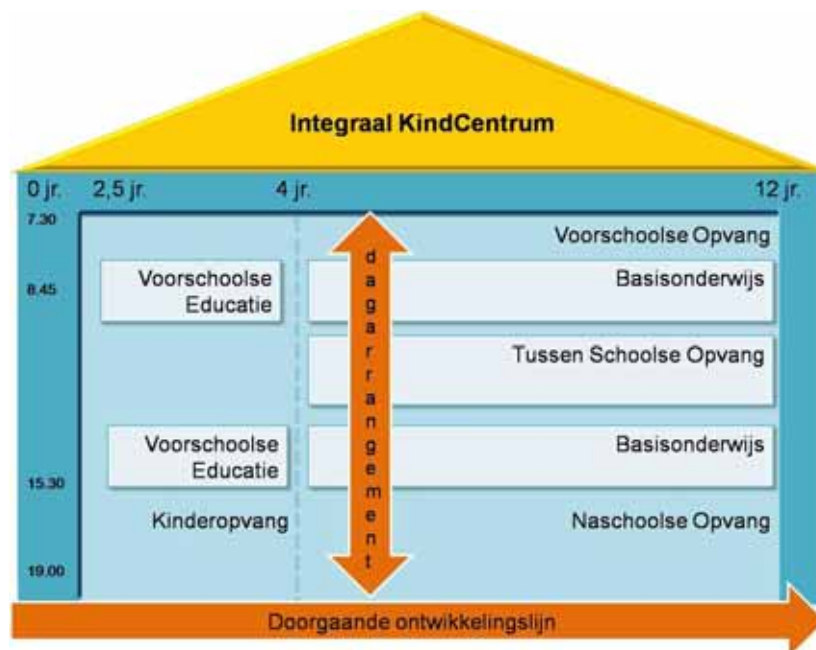 Integraal KindCentrum
0 jr. 2,5 jr. 4 jr. 12 jr.
7.30
Voorschoolse Opvang
8.45
Voorschoolse
Educatie
Basisonderwijs
Tussen Schoolse Opvang
dagarrangement
Voorschoolse
Educatie
Basisonderwijs
15.30
Kinderopvang
Naschoolse Opvang
19.00
Doorgaande ontwikkelingslijn